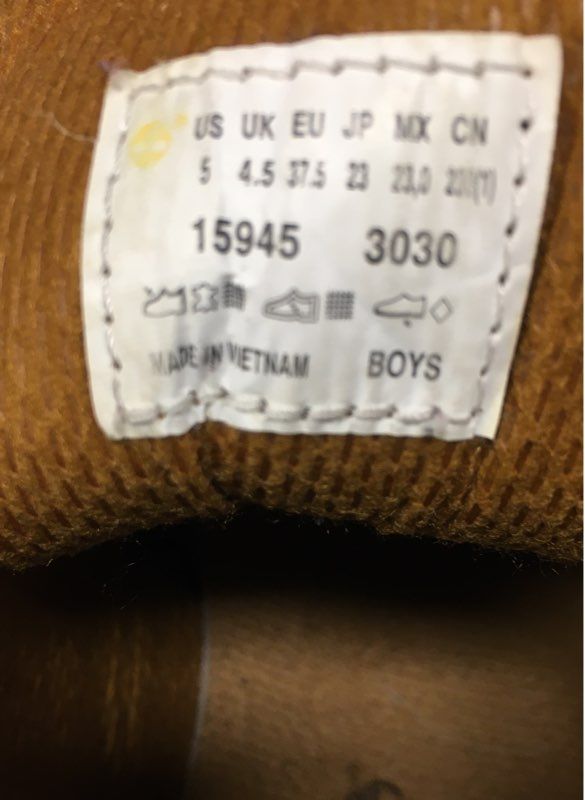 US UK EU JP MX CN
5 4.5 37.5 23 23,0
15945 3030
MADE IN VIETNAM BOYS